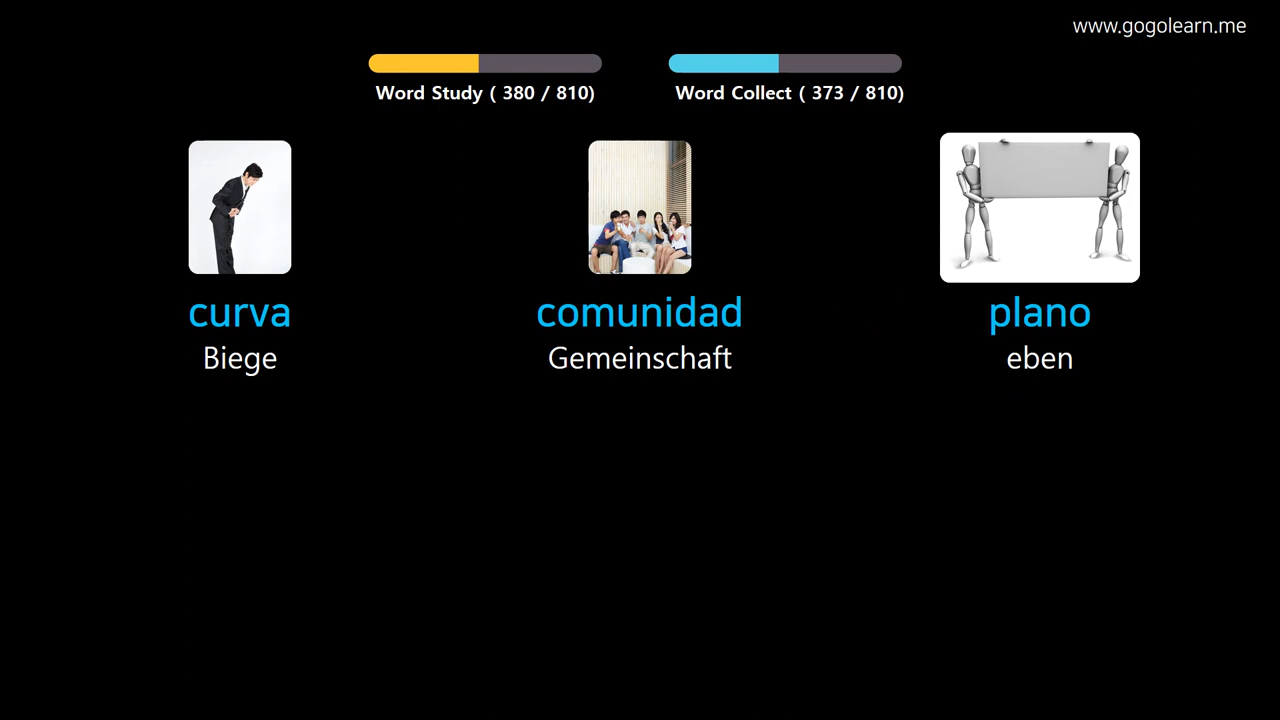 www.gogolearn.me
Word Study ( 380 / 810)
Word Collect ( 373 / 810)
curva
Biege
comunidad
Gemeinschaft
plano
eben